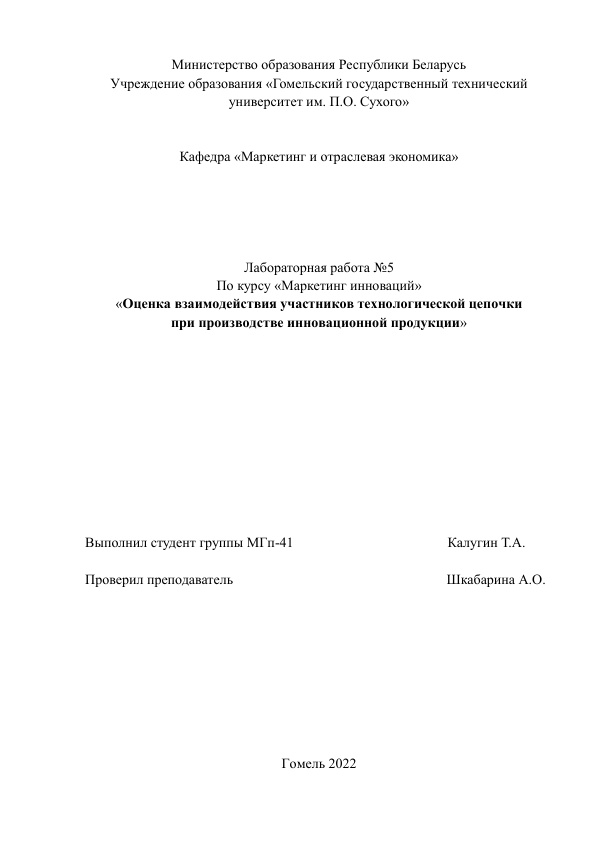 Министерство образования Республики Беларусь
Учреждение образования «Гомельский государственный технический
университет им. П.О. Сухого»
Кафедра «Маркетинг и отраслевая экономика»
Лабораторная работа №5
По курсу «Маркетинг инноваций»
«Оценка взаимодействия участников технологической цепочки
при производстве инновационной продукции»
Выполнил студент группы МГп-41 Калугин Т.А.
Проверил преподаватель Шкабарина А.О.
Гомель 2022